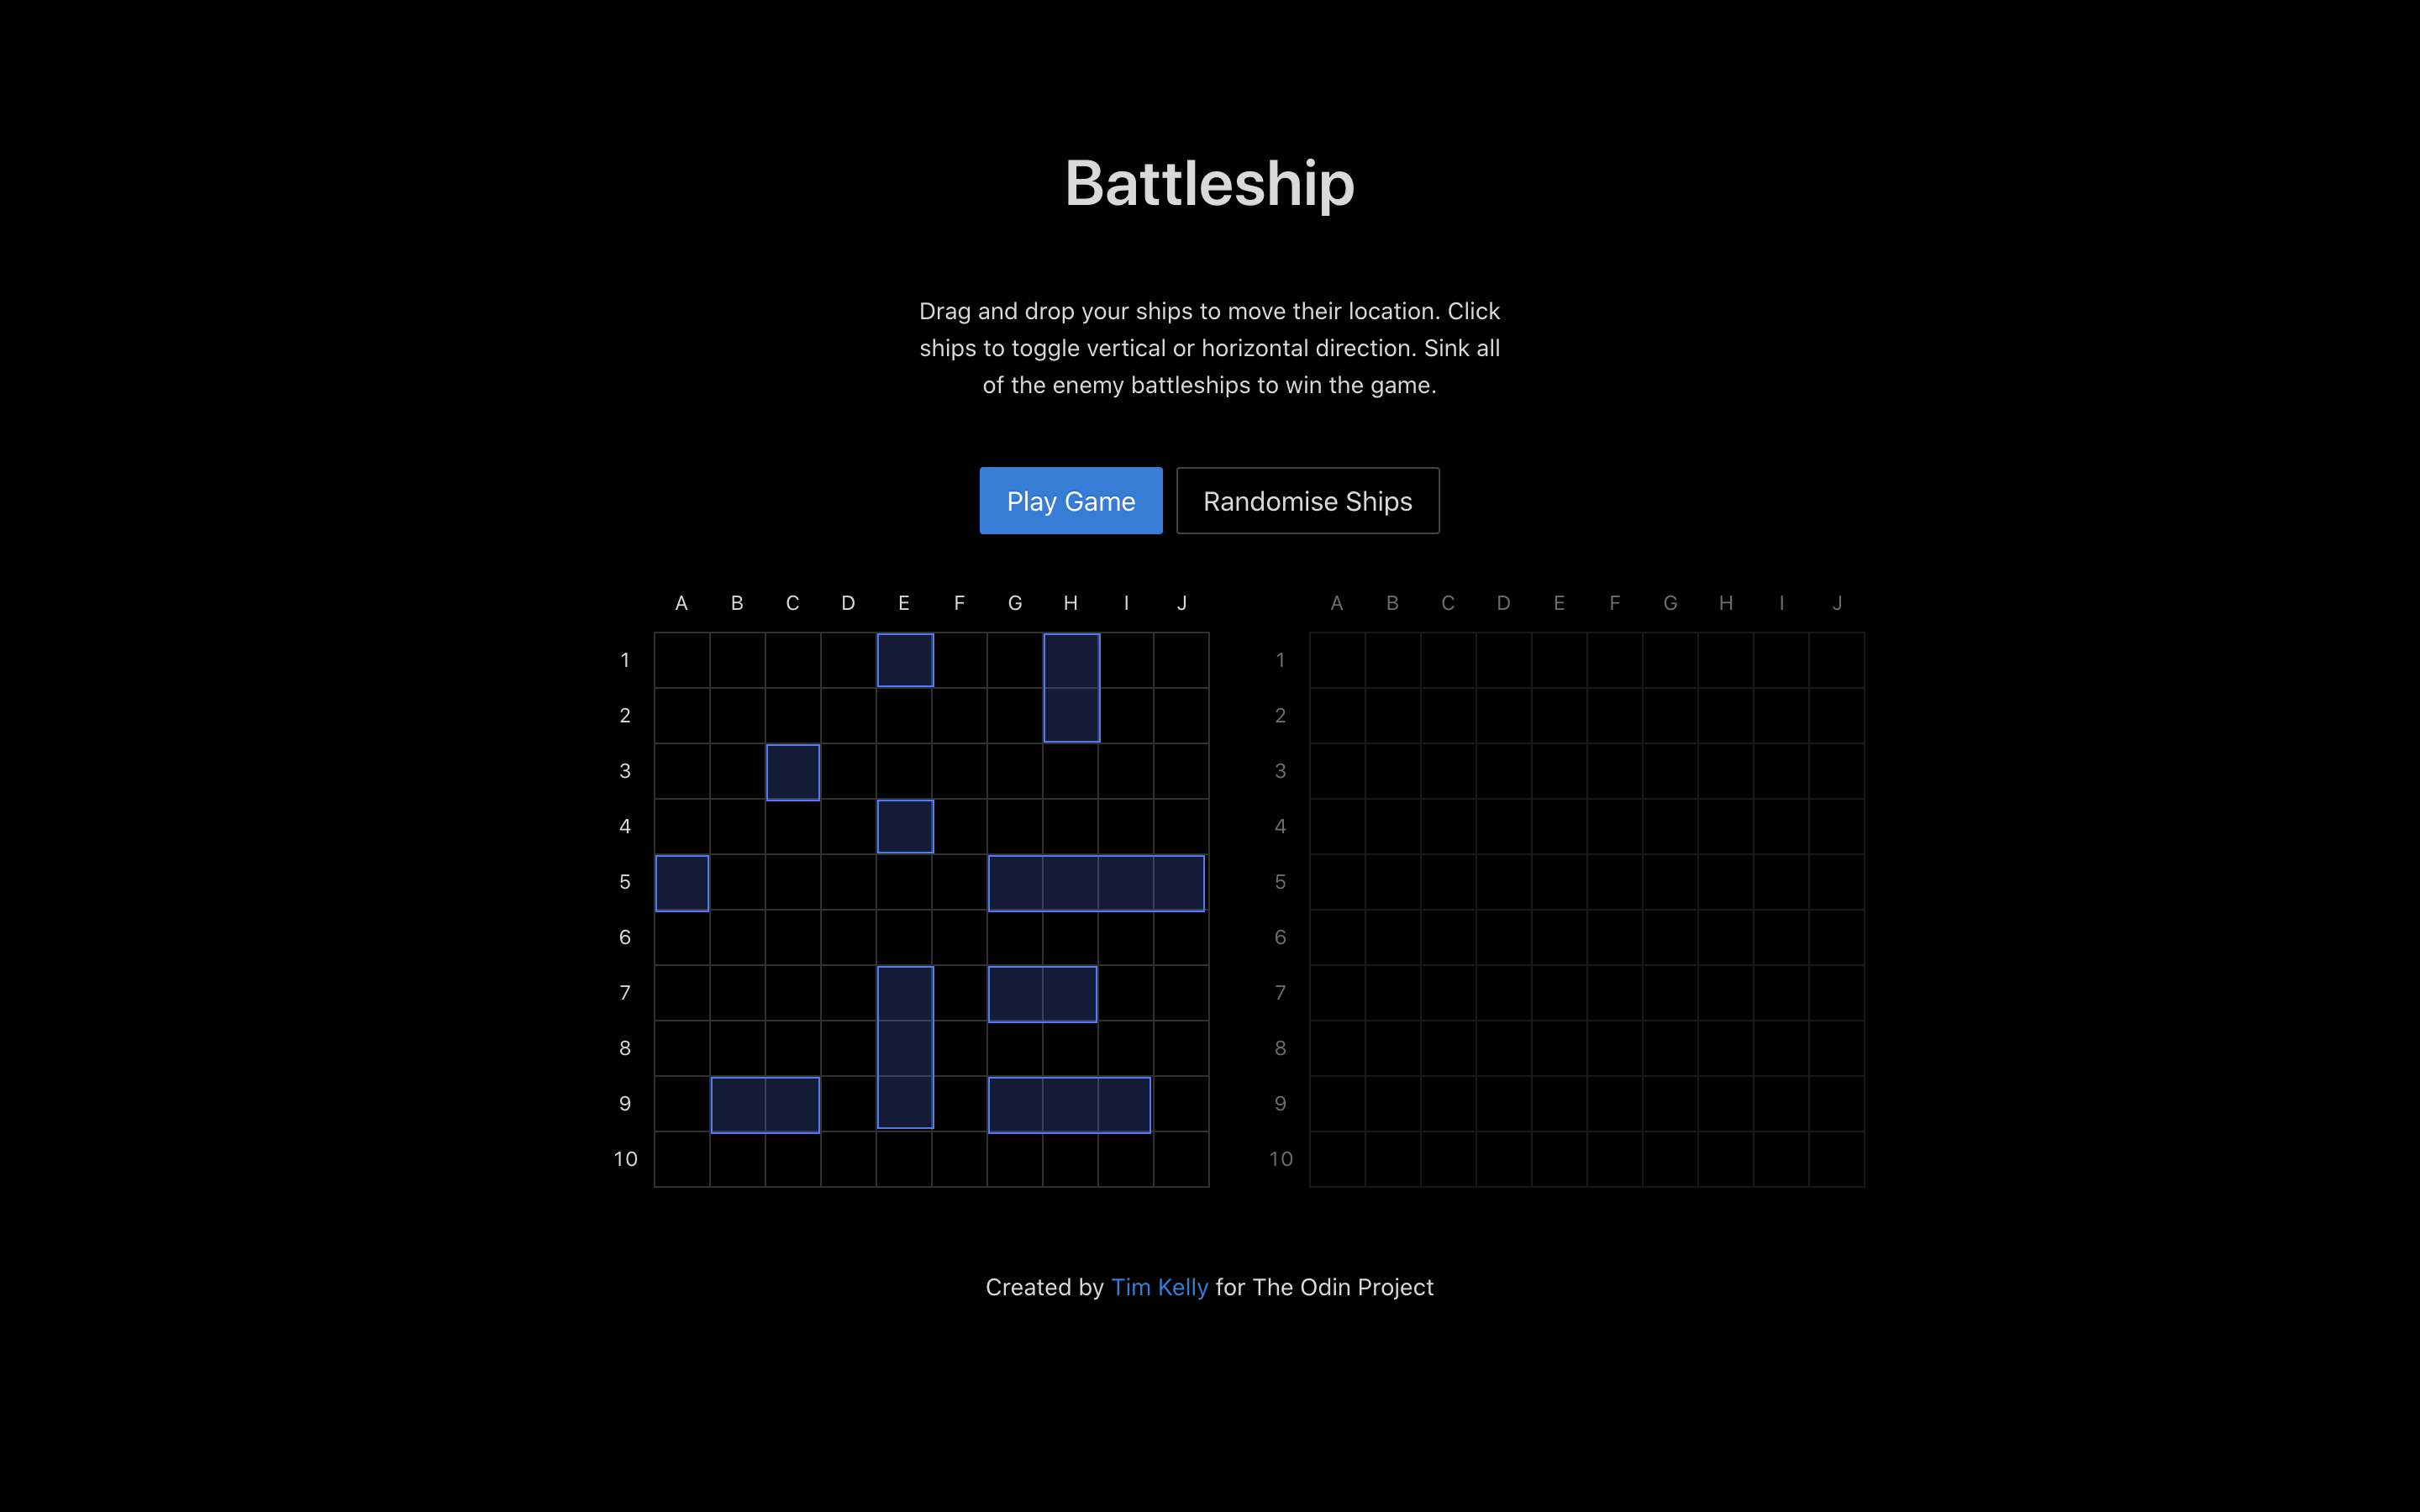 Battleship
Drag and drop your ships to move their location. Click
ships to toggle vertical or horizontal direction. Sink all
of the enemy battleships to win the game.
Play Game
Randomise Ships
A B C D E F G H I J
1
2
3
4
5
6
7
8
9
10
A B C D E F G H I J
1
2
3
4
5
6
7
8
9
10
Created by Tim Kelly for The Odin Project